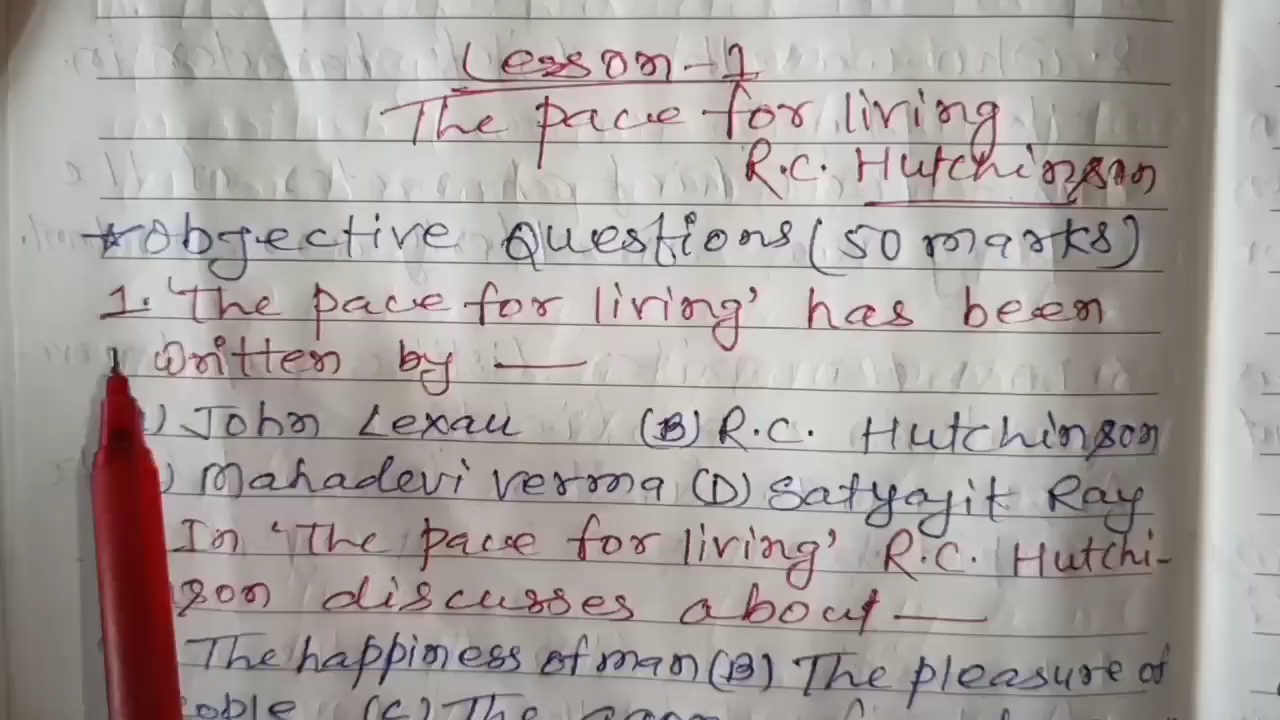 Lesson-1
The pace for living
R.C. Hutchinson
*Objective Questions (50 marks)
1. 'The pace for living' has been
written by —
) John Lexau (B) R.C. Hutchinson
) Mahadevi verma (D) Satyajit Ray
In 'The pace for living' R.C. Hutchi-
son discusses about —
The happiness of man (B) The pleasure of
(C) The